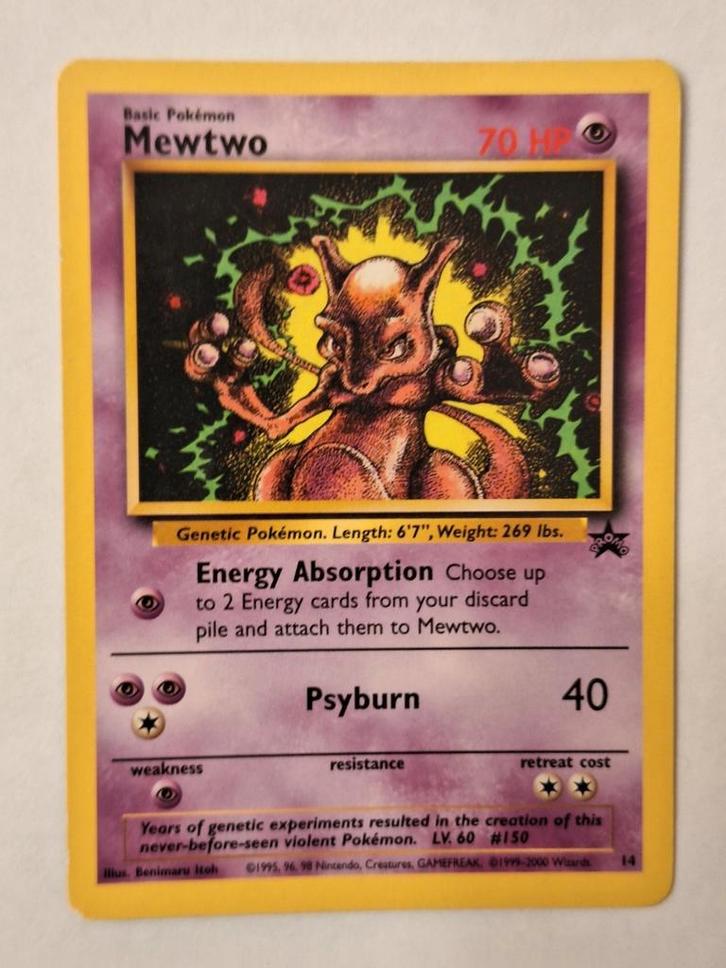 Basic Pokémon
Mewtwo
70 HP
Genetic Pokémon. Length: 6'7", Weight: 269 lbs.
PROMO
Energy Absorption Choose up
to 2 Energy cards from your discard
pile and attach them to Mewtwo.
Psyburn 40
weakness resistance retreat cost
Years of genetic experiments resulted in the creation of this
never-before-seen violent Pokémon. LV. 60 #150
Illus. Benimaru Itoh ©1995, 96, 98 Nintendo, Creatures, GAMEFREAK. ©1999-2000 Wizards. 14